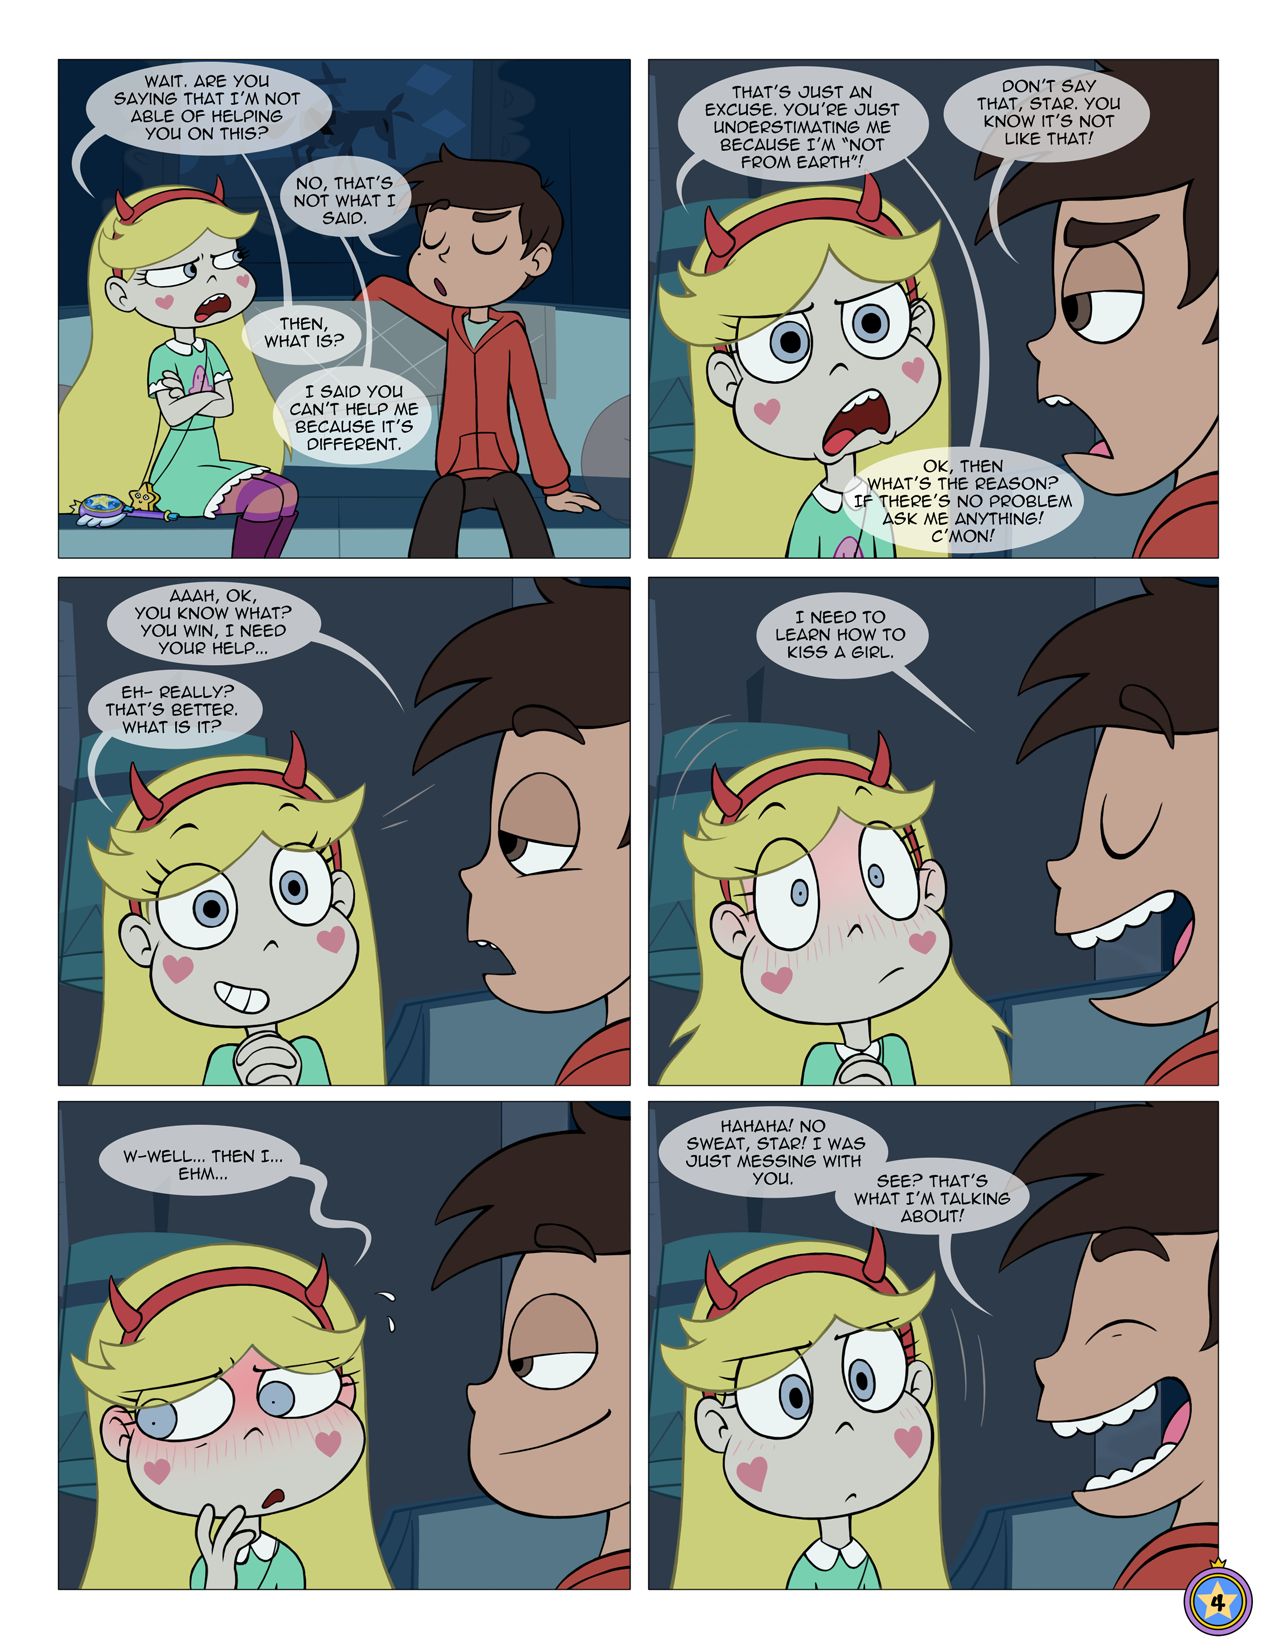 WAIT. ARE YOU
SAYING THAT I'M NOT
ABLE OF HELPING
YOU ON THIS?
NO, THAT'S
NOT WHAT I
SAID.
THEN,
WHAT IS?
I SAID YOU
CAN'T HELP ME
BECAUSE IT'S
DIFFERENT.
THAT'S JUST AN
EXCUSE. YOU'RE JUST
UNDERSTIMATING ME
BECAUSE I'M "NOT
FROM EARTH"!
DON'T SAY
THAT, STAR. YOU
KNOW IT'S NOT
LIKE THAT!
OK, THEN
WHAT'S THE REASON?
IF THERE'S NO PROBLEM
ASK ME ANYTHING!
C'MON!
AAAH, OK,
YOU KNOW WHAT?
YOU WIN, I NEED
YOUR HELP...
EH- REALLY?
THAT'S BETTER.
WHAT IS IT?
I NEED TO
LEARN HOW TO
KISS A GIRL.
W-WELL... THEN I...
EHM...
HAHAHA! NO
SWEAT, STAR! I WAS
JUST MESSING WITH
YOU.
SEE? THAT'S
WHAT I'M TALKING
ABOUT!
4